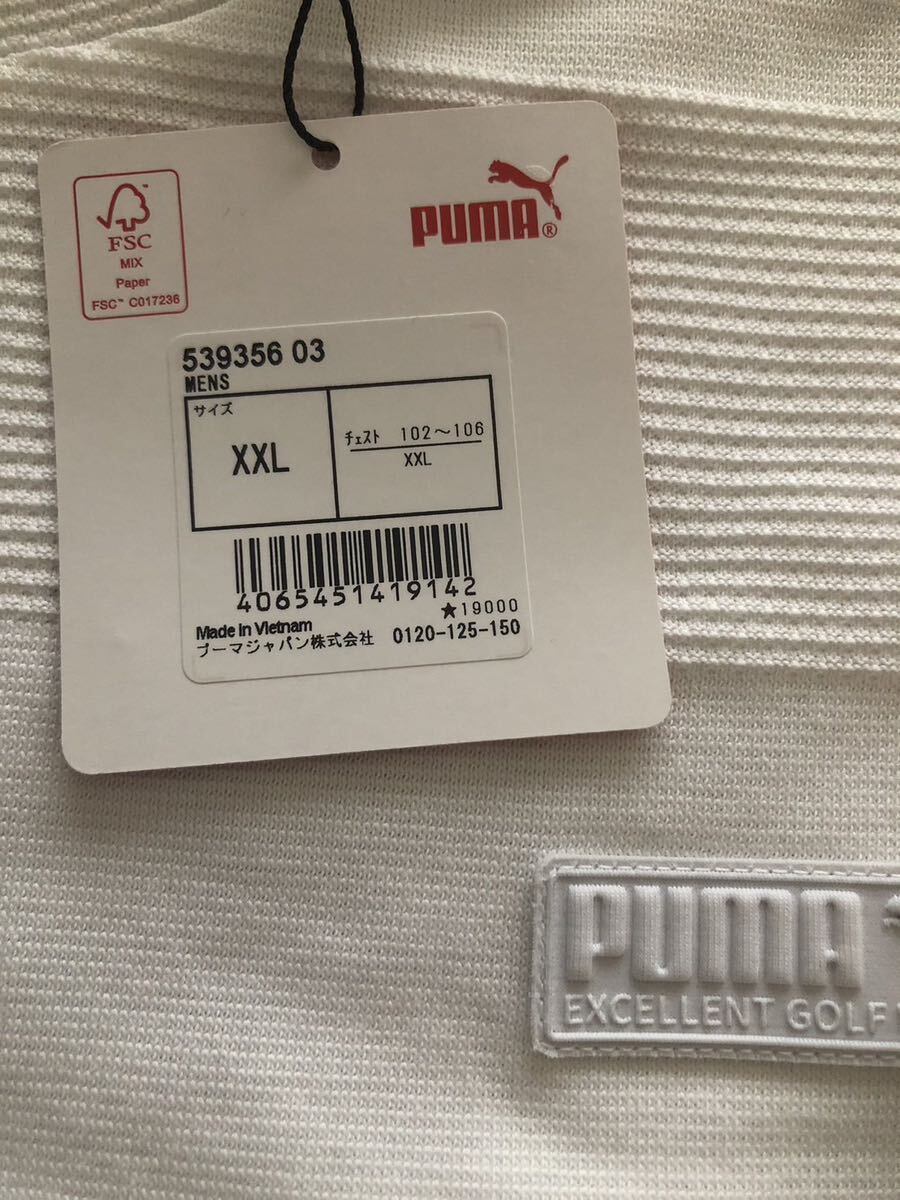 FSC™
MIX
Paper
FSC™ C017236
PUMA®
539356 03
MENS
サイズ
XXL
チェスト 102～106
XXL
4065451419142
★19000
Made in Vietnam
プーマジャパン株式会社 0120-125-150
PUMA
EXCELLENT GOLF